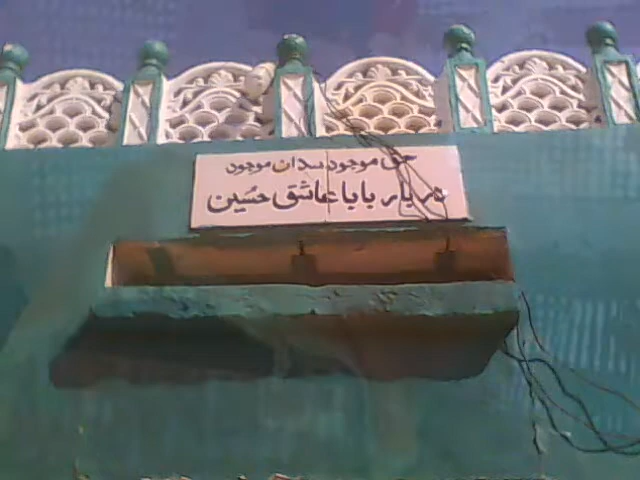 حق موجود سدا ن موجود
دربار بابا عاشق حسین